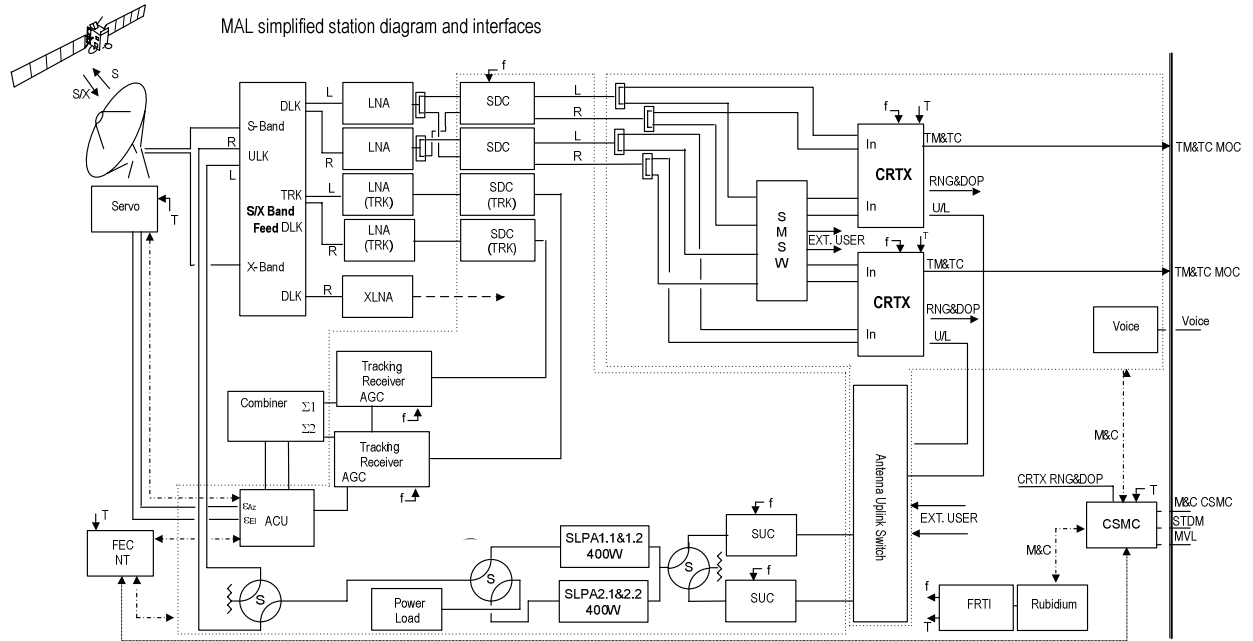 MAL simplified station diagram and interfaces
S
S/X
f
L
LNA
SDC
DLK
L
f
T
S-Band
R
TM&TC
R
In
TM&TC MOC
ULK
LNA
SDC
L
R
R
CRTX
L
RNG&DOP
TRK
L
LNA
(TRK)
SDC
(TRK)
S
M
S
W
In
U/L
Servo
T
S/X Band
Feed
DLK
LNA
(TRK)
SDC
(TRK)
EXT. USER
f
T
R
TM&TC
X-Band
In
TM&TC MOC
DLK
R
XLNA
CRTX
RNG&DOP
Voice
Voice
In
U/L
Tracking
Receiver
AGC
Combiner
Σ1
f
Σ2
Tracking
Receiver
AGC
M&C
f
Antenna Uplink Switch
CRTX RNG&DOP
T
εAz
M&C CSMC
T
εEl
ACU
f
EXT. USER
CSMC
STDM
FEC
NT
SLPA1.1&1.2
400W
SUC
MVL
M&C
S
S
f
SLPA2.1&2.2
400W
SUC
S
Power
Load
f
FRTI
Rubidium
T